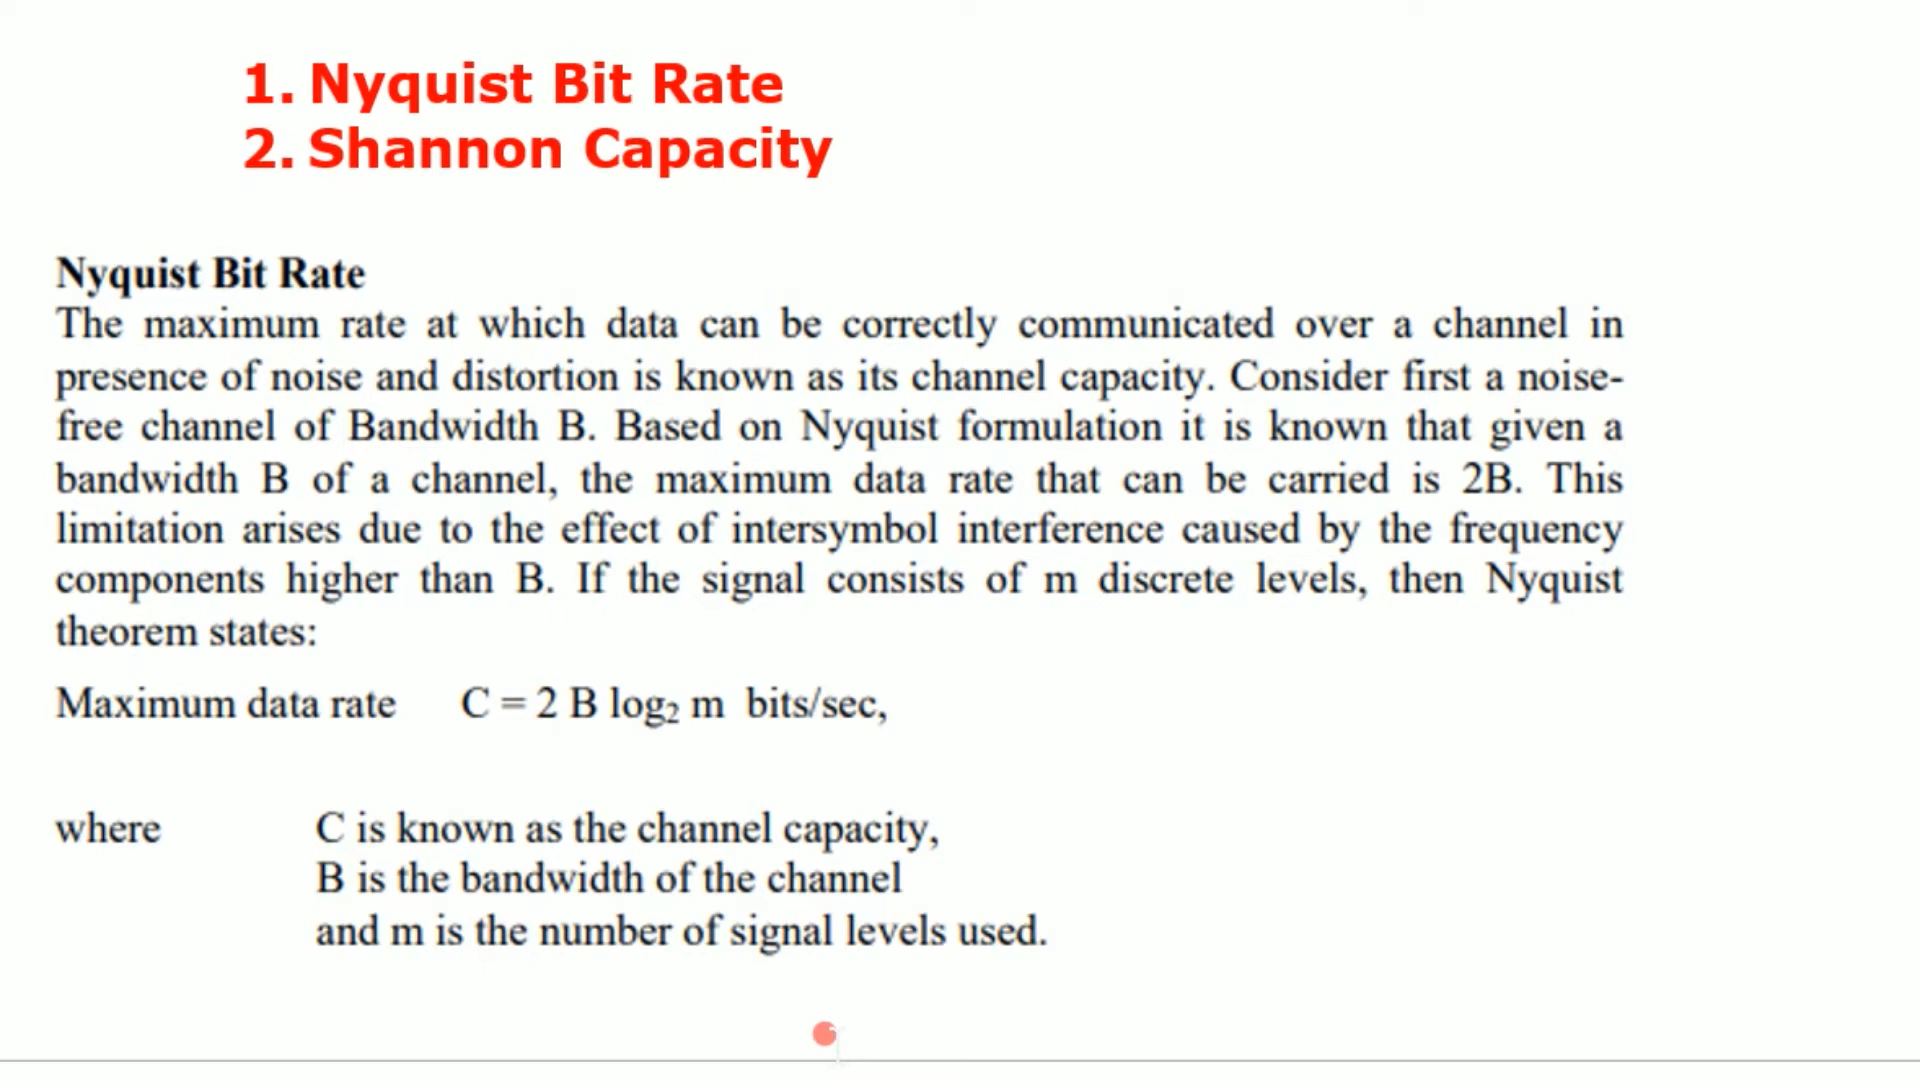 1. Nyquist Bit Rate
2. Shannon Capacity
Nyquist Bit Rate
The maximum rate at which data can be correctly communicated over a channel in
presence of noise and distortion is known as its channel capacity. Consider first a noise-
free channel of Bandwidth B. Based on Nyquist formulation it is known that given a
bandwidth B of a channel, the maximum data rate that can be carried is 2B. This
limitation arises due to the effect of intersymbol interference caused by the frequency
components higher than B. If the signal consists of m discrete levels, then Nyquist
theorem states:
Maximum data rate C = 2 B log₂ m bits/sec,
where C is known as the channel capacity,
B is the bandwidth of the channel
and m is the number of signal levels used.